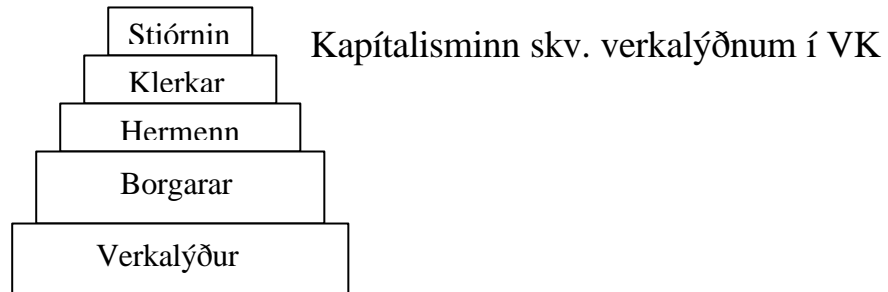 Stjórnin
Kapítalisminn skv. verkalýðnum í VK
Klerkar
Hermenn
Borgarar
Verkalýður